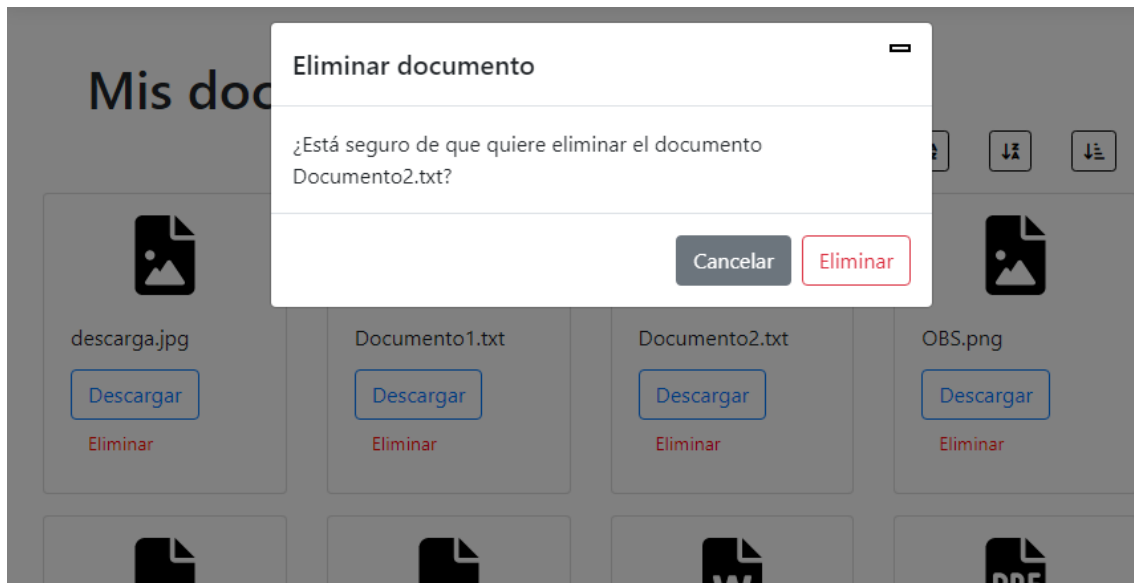 Eliminar documento
Mis doc
¿Está seguro de que quiere eliminar el documento
Documento2.txt?
Cancelar Eliminar
descarga.jpg Documento1.txt Documento2.txt OBS.png
Descargar Descargar Descargar Descargar
Eliminar Eliminar Eliminar Eliminar